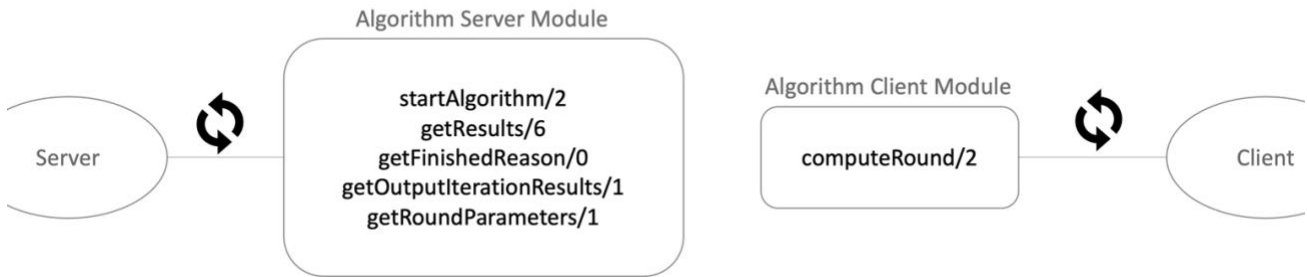 Algorithm Server Module
startAlgorithm/2
getResults/6
getFinishedReason/0
getOutputIterationResults/1
getRoundParameters/1
Server
Algorithm Client Module
computeRound/2
Client